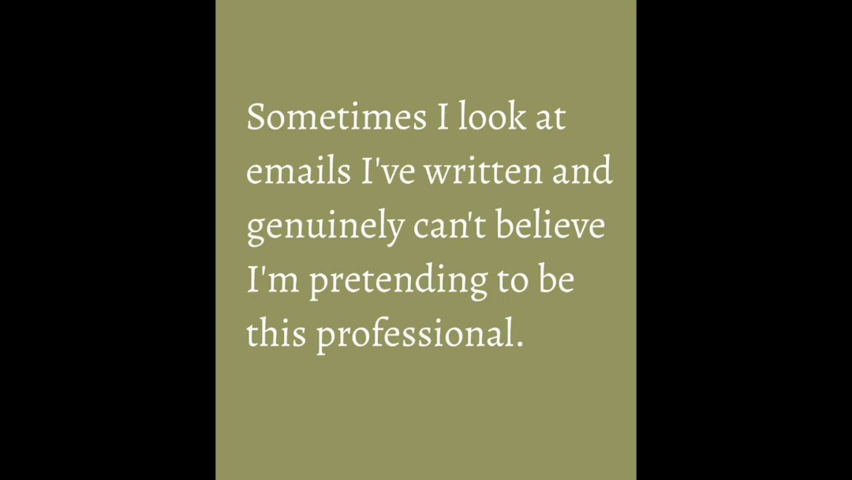 Sometimes I look at
emails I've written and
genuinely can't believe
I'm pretending to be
this professional.